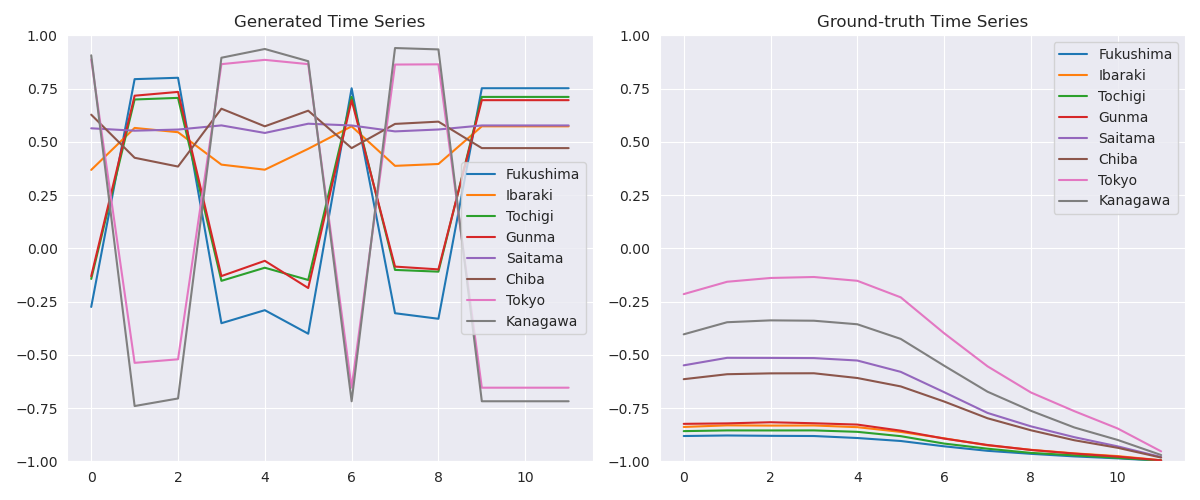 Generated Time Series
1.00
0.75
0.50
0.25
0.00
−0.25
−0.50
−0.75
−1.00
0
2
4
6
8
10
Fukushima
Ibaraki
Tochigi
Gunma
Saitama
Chiba
Tokyo
Kanagawa
Ground-truth Time Series
1.00
0.75
0.50
0.25
0.00
−0.25
−0.50
−0.75
−1.00
0
2
4
6
8
10
Fukushima
Ibaraki
Tochigi
Gunma
Saitama
Chiba
Tokyo
Kanagawa